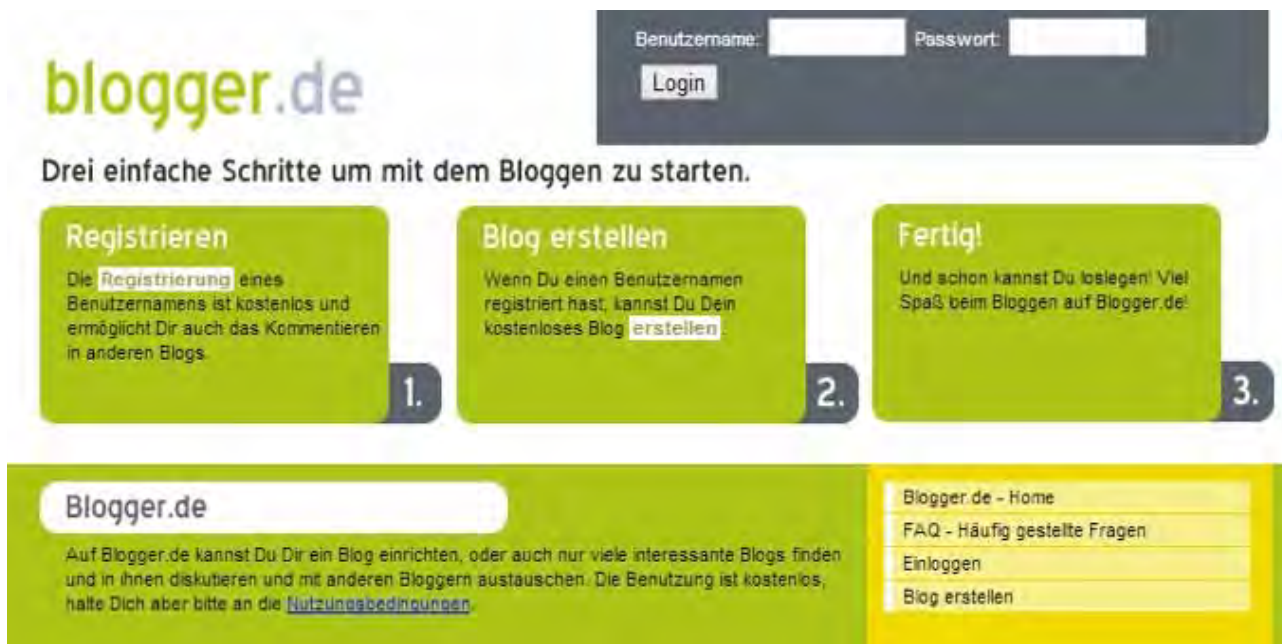 Benutzername: Passwort:
Login
blogger.de
Drei einfache Schritte um mit dem Bloggen zu starten.
Registrieren
Die Registrierung eines
Benutzernamens ist kostenlos und
ermöglicht Dir auch das Kommentieren
in anderen Blogs.
1.
Blog erstellen
Wenn Du einen Benutzernamen
registriert hast, kannst Du Dein
kostenloses Blog erstellen.
2.
Fertig!
Und schon kannst Du loslegen! Viel
Spaß beim Bloggen auf Blogger.de!
3.
Blogger.de
Auf Blogger.de kannst Du Dir ein Blog einrichten, oder auch nur viele interessante Blogs finden
und in ihnen diskutieren und mit anderen Bloggern austauschen. Die Benutzung ist kostenlos,
halte Dich aber bitte an die Nutzungsbedingungen.
Blogger.de - Home
FAQ - Häufig gestellte Fragen
Einloggen
Blog erstellen